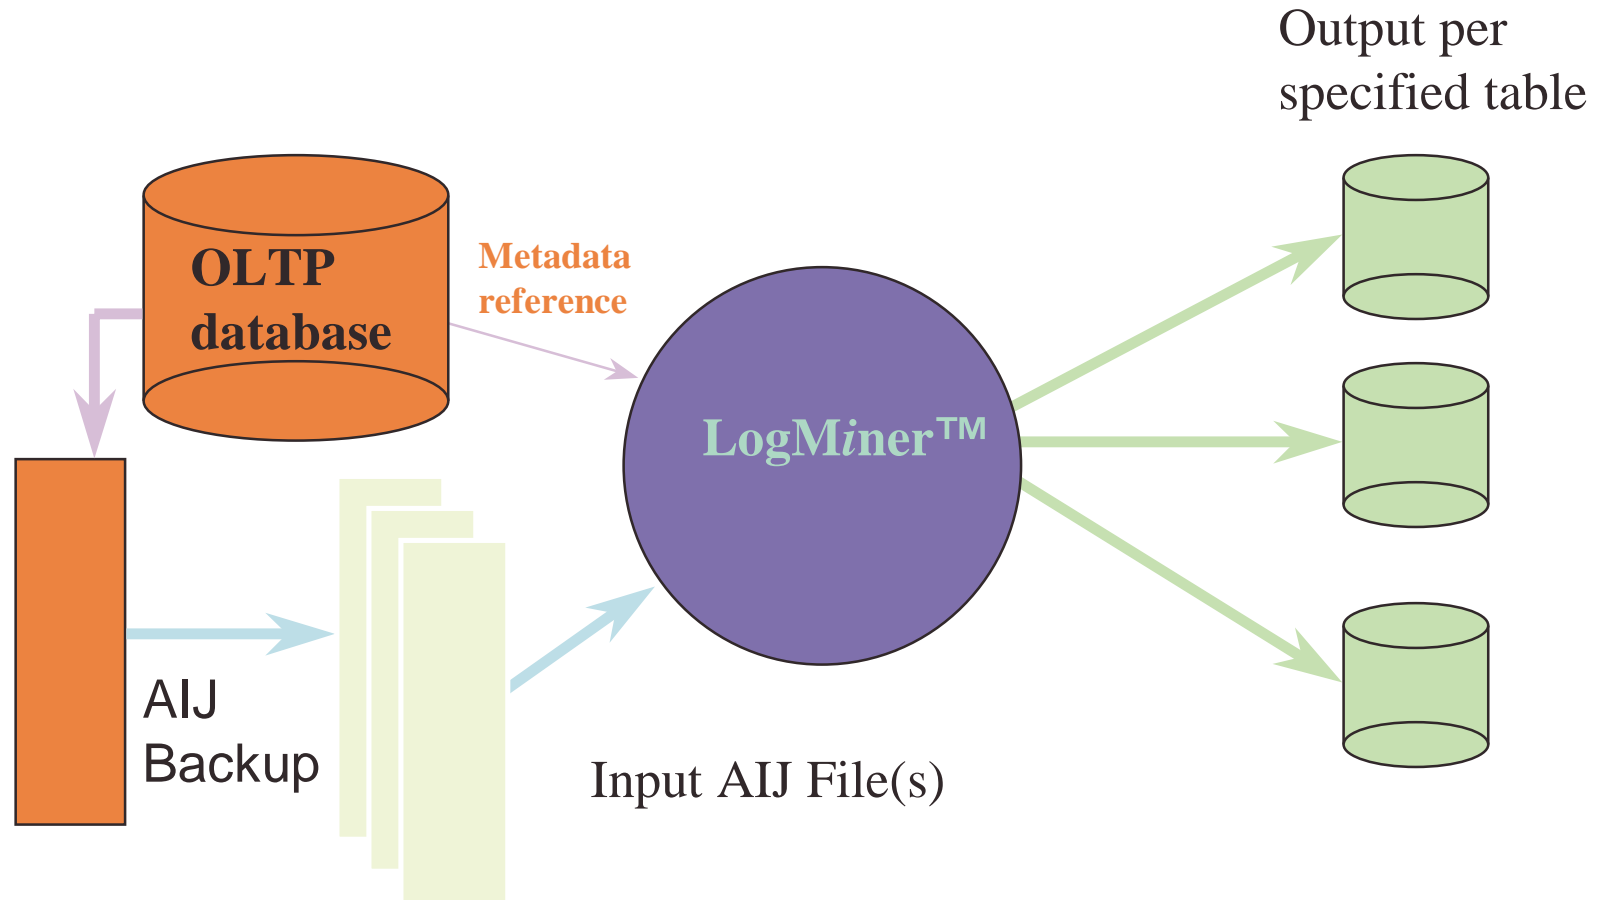 Output per
specified table
OLTP
database
Metadata
reference
LogMiner™
AIJ
Backup
Input AIJ File(s)